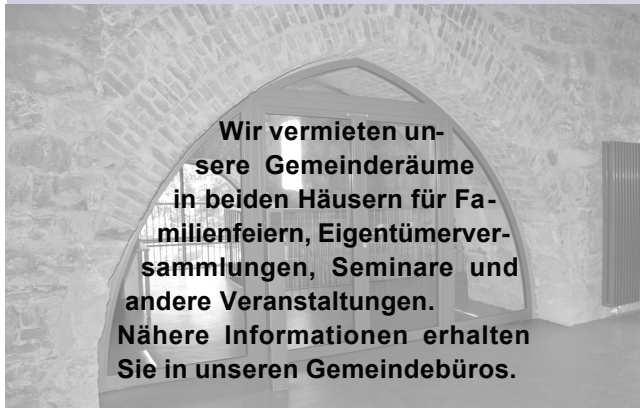 Wir vermieten un-
sere Gemeinderäume
in beiden Häusern für Fa-
milienfeiern, Eigentümerver-
sammlungen, Seminare und
andere Veranstaltungen.
Nähere Informationen erhalten
Sie in unseren Gemeindebüros.